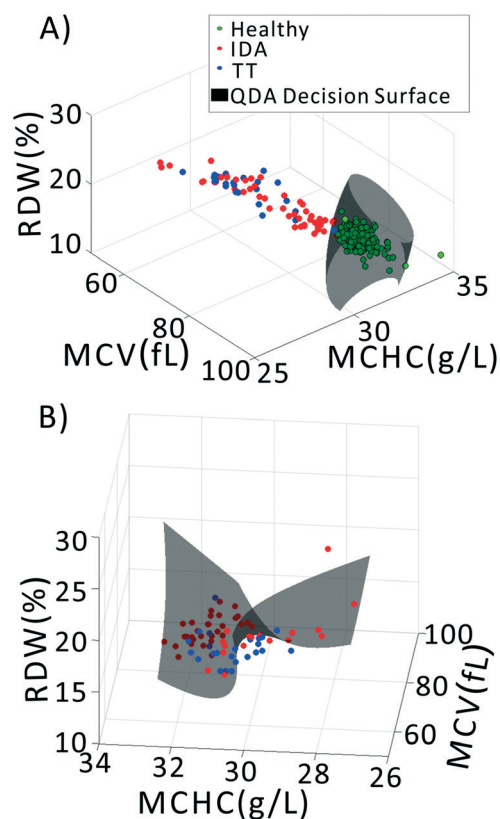 A)
Healthy
IDA
TT
QDA Decision Surface
30
20
10
RDW(%)
60
80
100
MCV(fL)
25
30
35
MCHC(g/L)
B)
30
25
20
15
10
RDW(%)
34
32
30
28
26
MCHC(g/L)
100
80
60
MCV(fL)